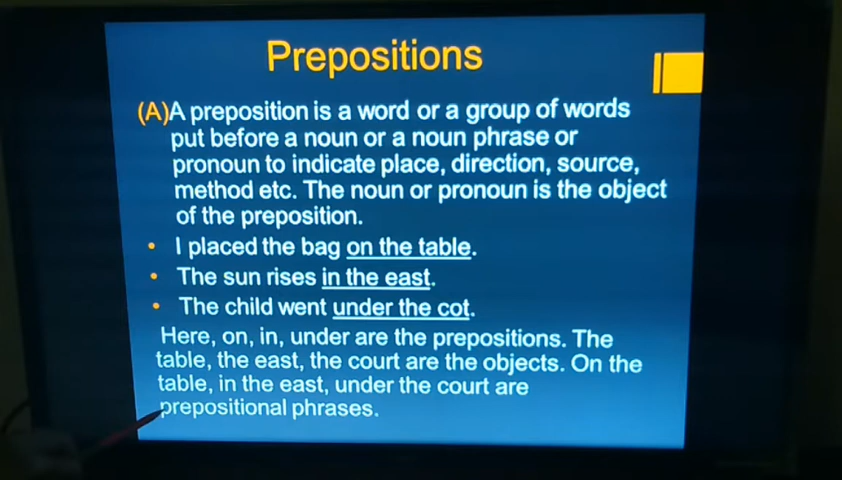 Prepositions
(A)A preposition is a word or a group of words
put before a noun or a noun phrase or
pronoun to indicate place, direction, source,
method etc. The noun or pronoun is the object
of the preposition.
• I placed the bag on the table.
• The sun rises in the east.
• The child went under the cot.
Here, on, in, under are the prepositions. The
table, the east, the court are the objects. On the
table, in the east, under the court are
prepositional phrases.